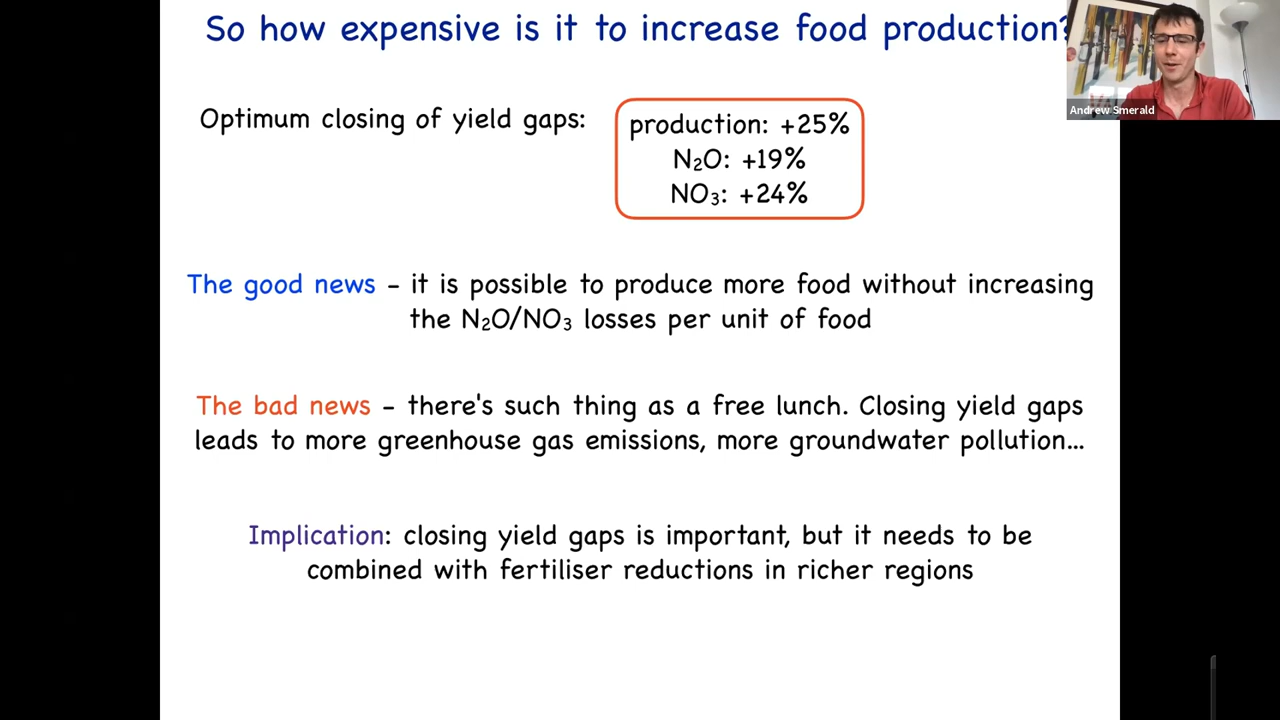 So how expensive is it to increase food production?
Andrew Smerald
Optimum closing of yield gaps:
production: +25%
N₂O: +19%
NO₃: +24%
The good news – it is possible to produce more food without increasing
the N₂O/NO₃ losses per unit of food
The bad news – there's such thing as a free lunch. Closing yield gaps
leads to more greenhouse gas emissions, more groundwater pollution...
Implication: closing yield gaps is important, but it needs to be
combined with fertiliser reductions in richer regions